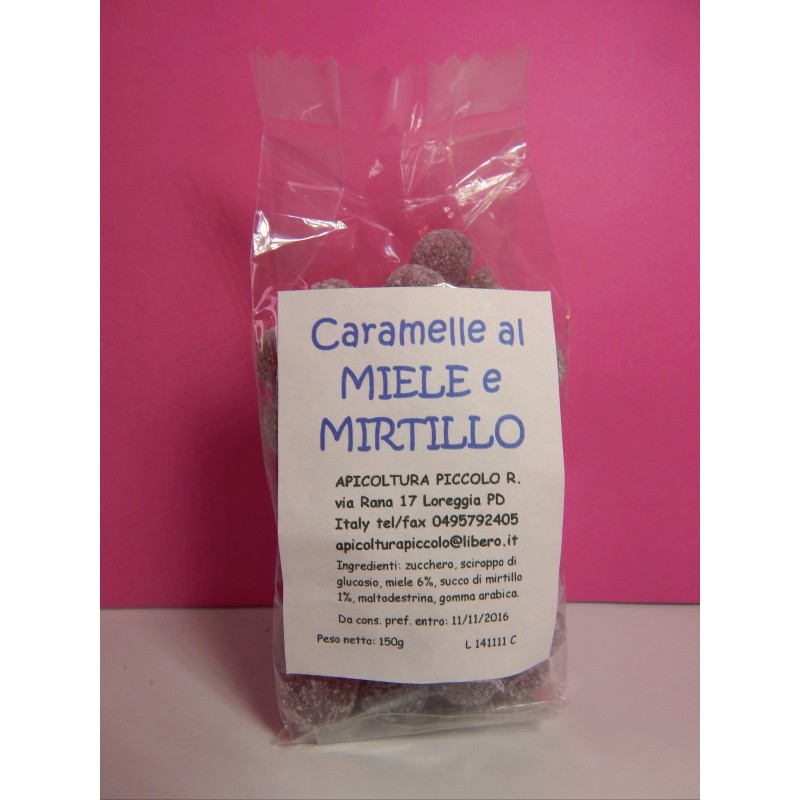 Caramelle al
MIELE e
MIRTILLO
APICOLTURA PICCOLO R.
via Rana 17 Loreggia PD
Italy tel/fax 0495792405
apicolturapiccolo@libero.it
Ingredienti: zucchero, sciroppo di
glucosio, miele 6%, succo di mirtillo
1%, maltodestrina, gomma arabica.
Da cons. pref. entro: 11/11/2016
Peso netto: 150g L 141111 C